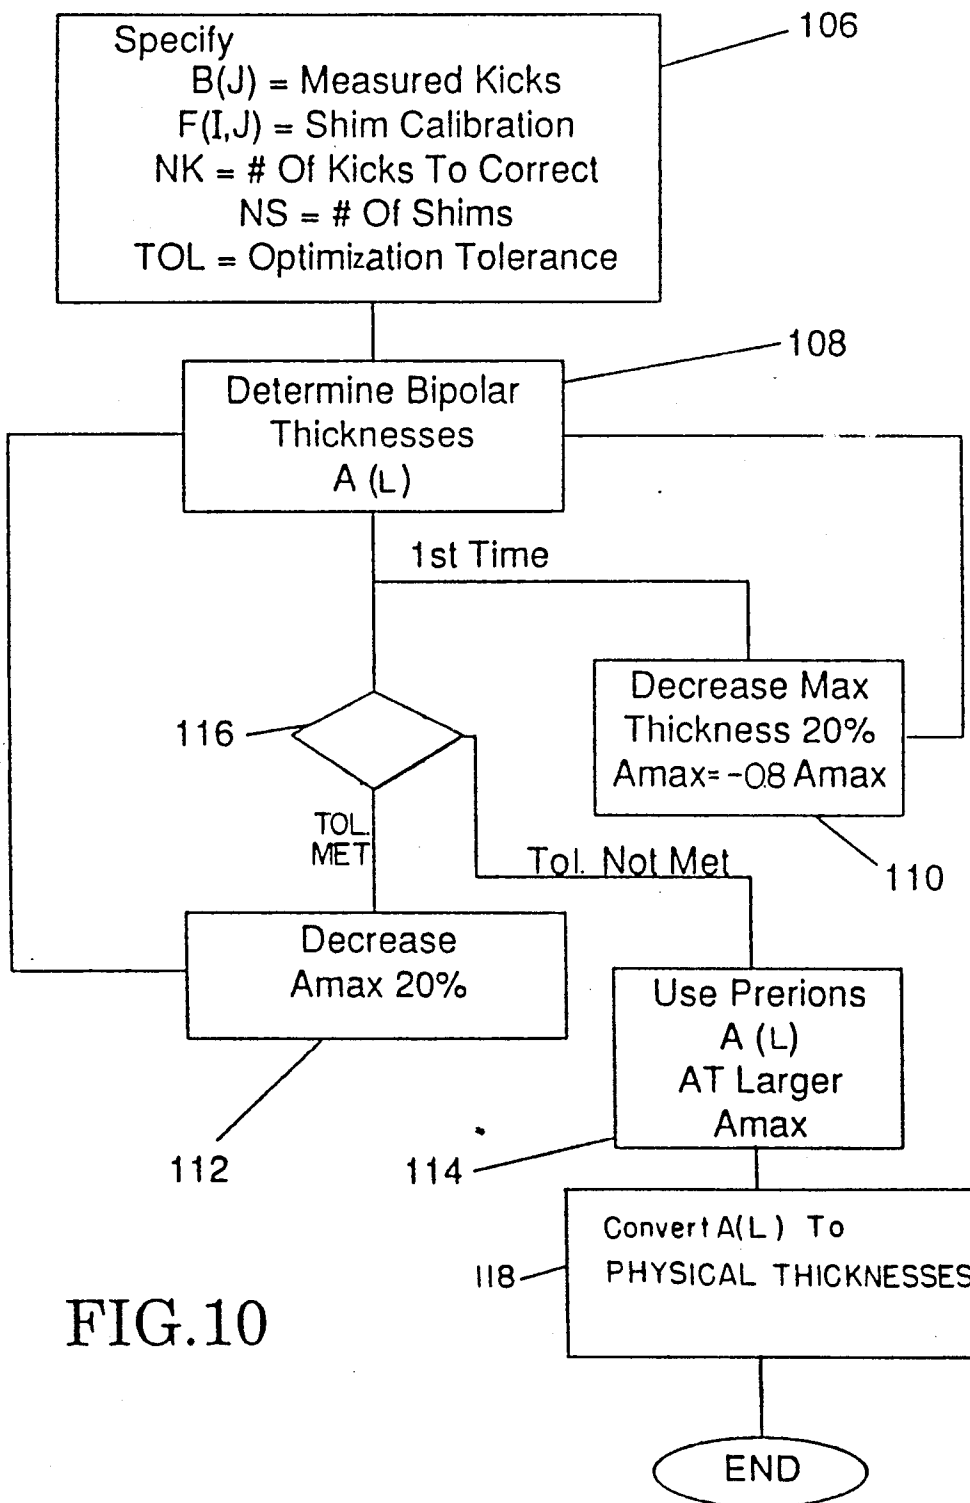 106
Specify
B(J) = Measured Kicks
F(I,J) = Shim Calibration
NK = # Of Kicks To Correct
NS = # Of Shims
TOL = Optimization Tolerance
108
Determine Bipolar
Thicknesses
A (L)
1st Time
Decrease Max
Thickness 20%
Amax= -0.8 Amax
110
116
TOL.
MET
Tol. Not Met
Decrease
Amax 20%
112
Use Prerions
A (L)
AT Larger
Amax
114
Convert A(L) To
PHYSICAL THICKNESSES
118
FIG.10
END